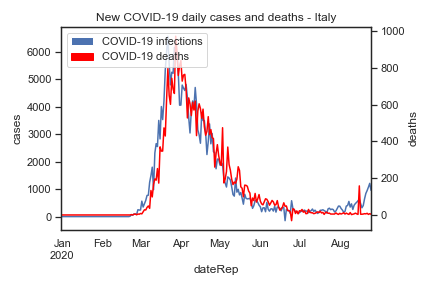 New COVID-19 daily cases and deaths - Italy
COVID-19 infections
COVID-19 deaths
cases
6000
5000
4000
3000
2000
1000
0
deaths
1000
800
600
400
200
0
Jan Feb Mar Apr May Jun Jul Aug
2020
dateRep